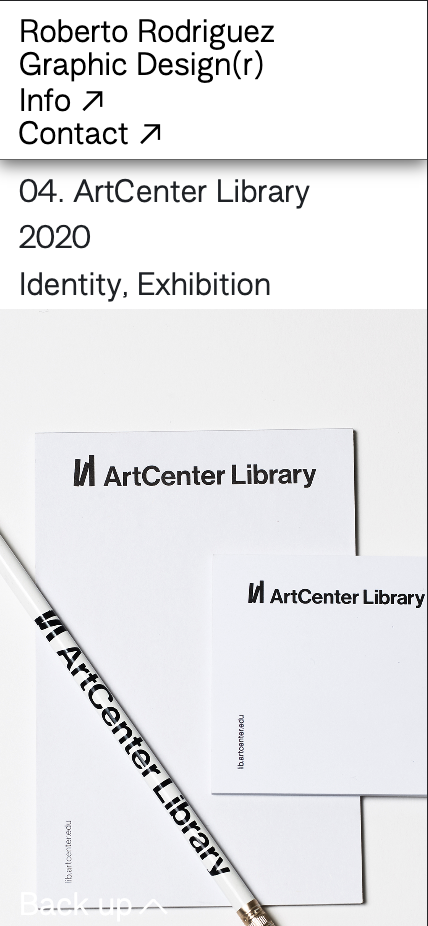 Roberto Rodriguez
Graphic Design(r)
Info ↗
Contact ↗
04. ArtCenter Library
2020
Identity, Exhibition
ArtCenter Library
ArtCenter Library
lib.artcenter.edu
ArtCenter Library
lib.artcenter.edu
Back up